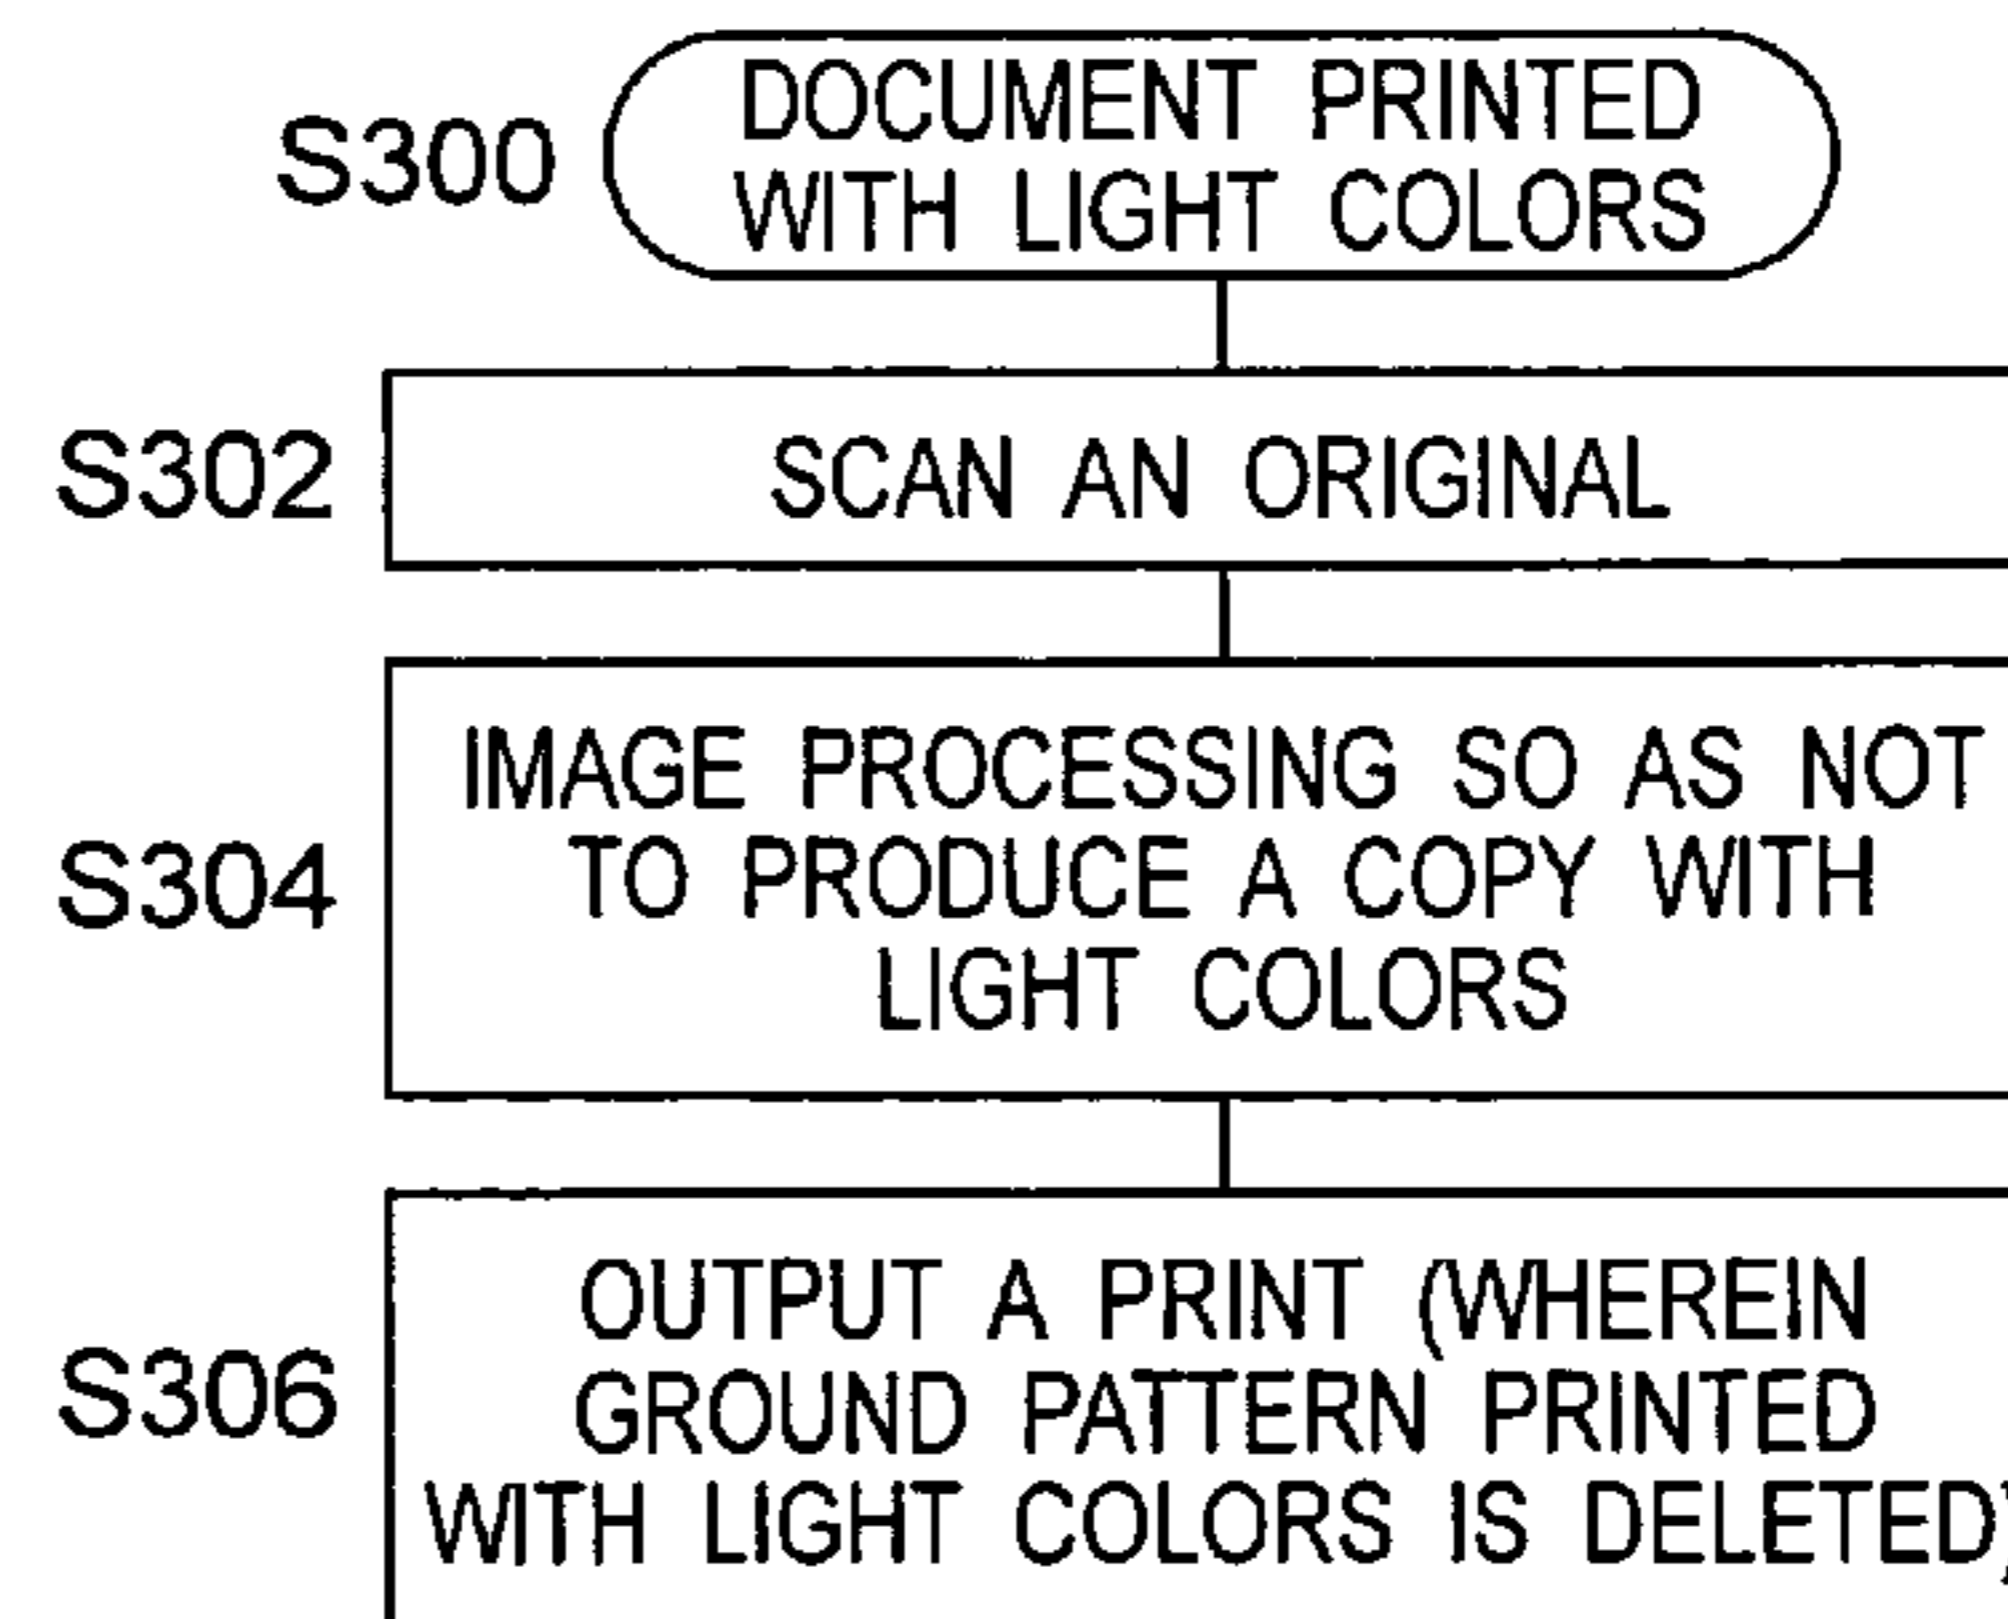 S300
DOCUMENT PRINTED
WITH LIGHT COLORS
S302
SCAN AN ORIGINAL
S304
IMAGE PROCESSING SO AS NOT
TO PRODUCE A COPY WITH
LIGHT COLORS
S306
OUTPUT A PRINT (WHEREIN
GROUND PATTERN PRINTED
WITH LIGHT COLORS IS DELETED)